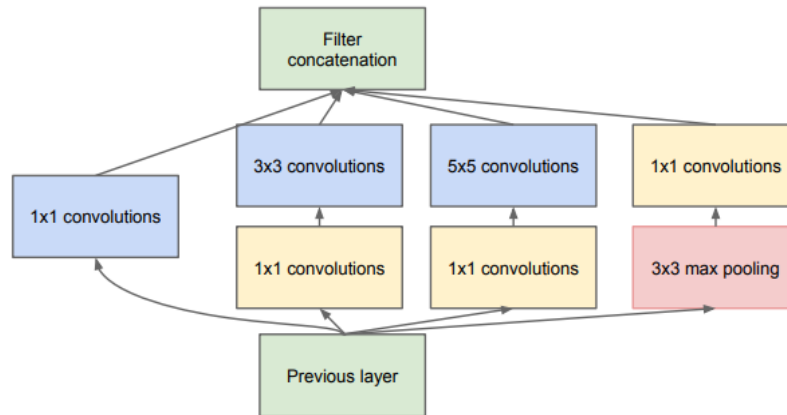 Filter
concatenation
3x3 convolutions
5x5 convolutions
1x1 convolutions
1x1 convolutions
1x1 convolutions
1x1 convolutions
3x3 max pooling
Previous layer